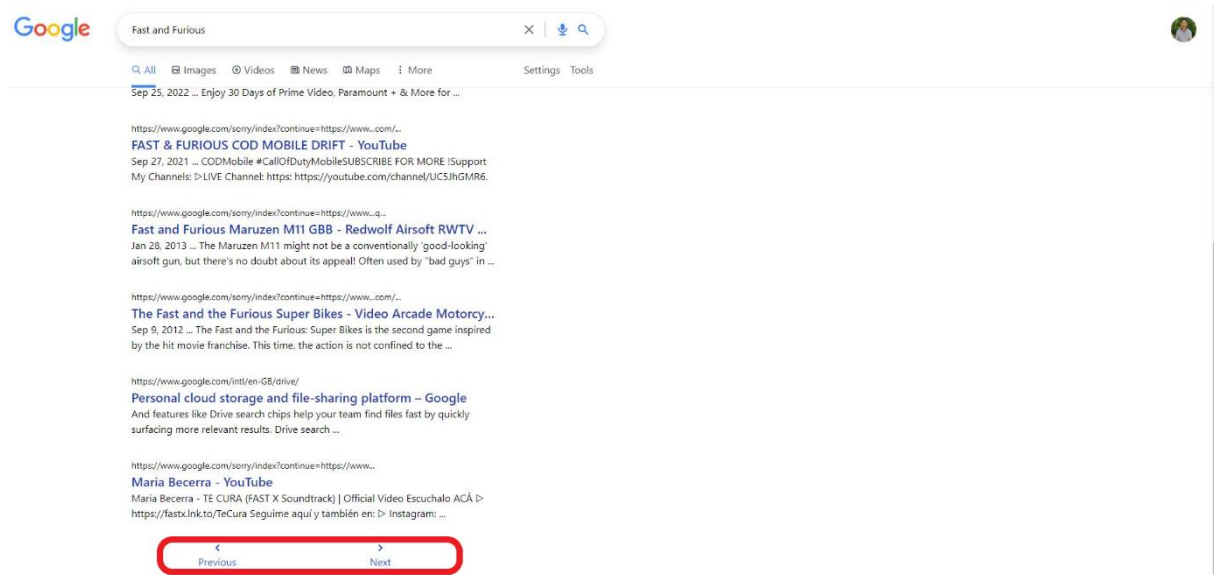 Google
Fast and Furious
All Images Videos News Maps More Settings Tools
Sep 25, 2022 ... Enjoy 30 Days of Prime Video, Paramount + & More for ...
https://www.google.com/sorry/index?continue=https://www...com/...
FAST & FURIOUS COD MOBILE DRIFT - YouTube
Sep 27, 2021 ... CODMobile #CallOfDutyMobileSUBSCRIBE FOR MORE !Support
My Channels: ▷LIVE Channel: https: https://youtube.com/channel/UC5JhGMR6.
https://www.google.com/sorry/index?continue=https://www...q...
Fast and Furious Maruzen M11 GBB - Redwolf Airsoft RWTV ...
Jan 28, 2013 ... The Maruzen M11 might not be a conventionally 'good-looking'
airsoft gun, but there's no doubt about its appeal! Often used by "bad guys" in ...
https://www.google.com/sorry/index?continue=https://www...com/...
The Fast and the Furious Super Bikes - Video Arcade Motorcy...
Sep 9, 2012 ... The Fast and the Furious: Super Bikes is the second game inspired
by the hit movie franchise. This time, the action is not confined to the ...
https://www.google.com/intl/en-GB/drive/
Personal cloud storage and file-sharing platform – Google
And features like Drive search chips help your team find files fast by quickly
surfacing more relevant results. Drive search ...
https://www.google.com/sorry/index?continue=https://www...
Maria Becerra - YouTube
Maria Becerra - TE CURA (FAST X Soundtrack) | Official Video Escuchalo ACÁ ▷
https://fastx.lnk.to/TeCura Seguime aquí y también en: ▷ Instagram: ...
Previous Next